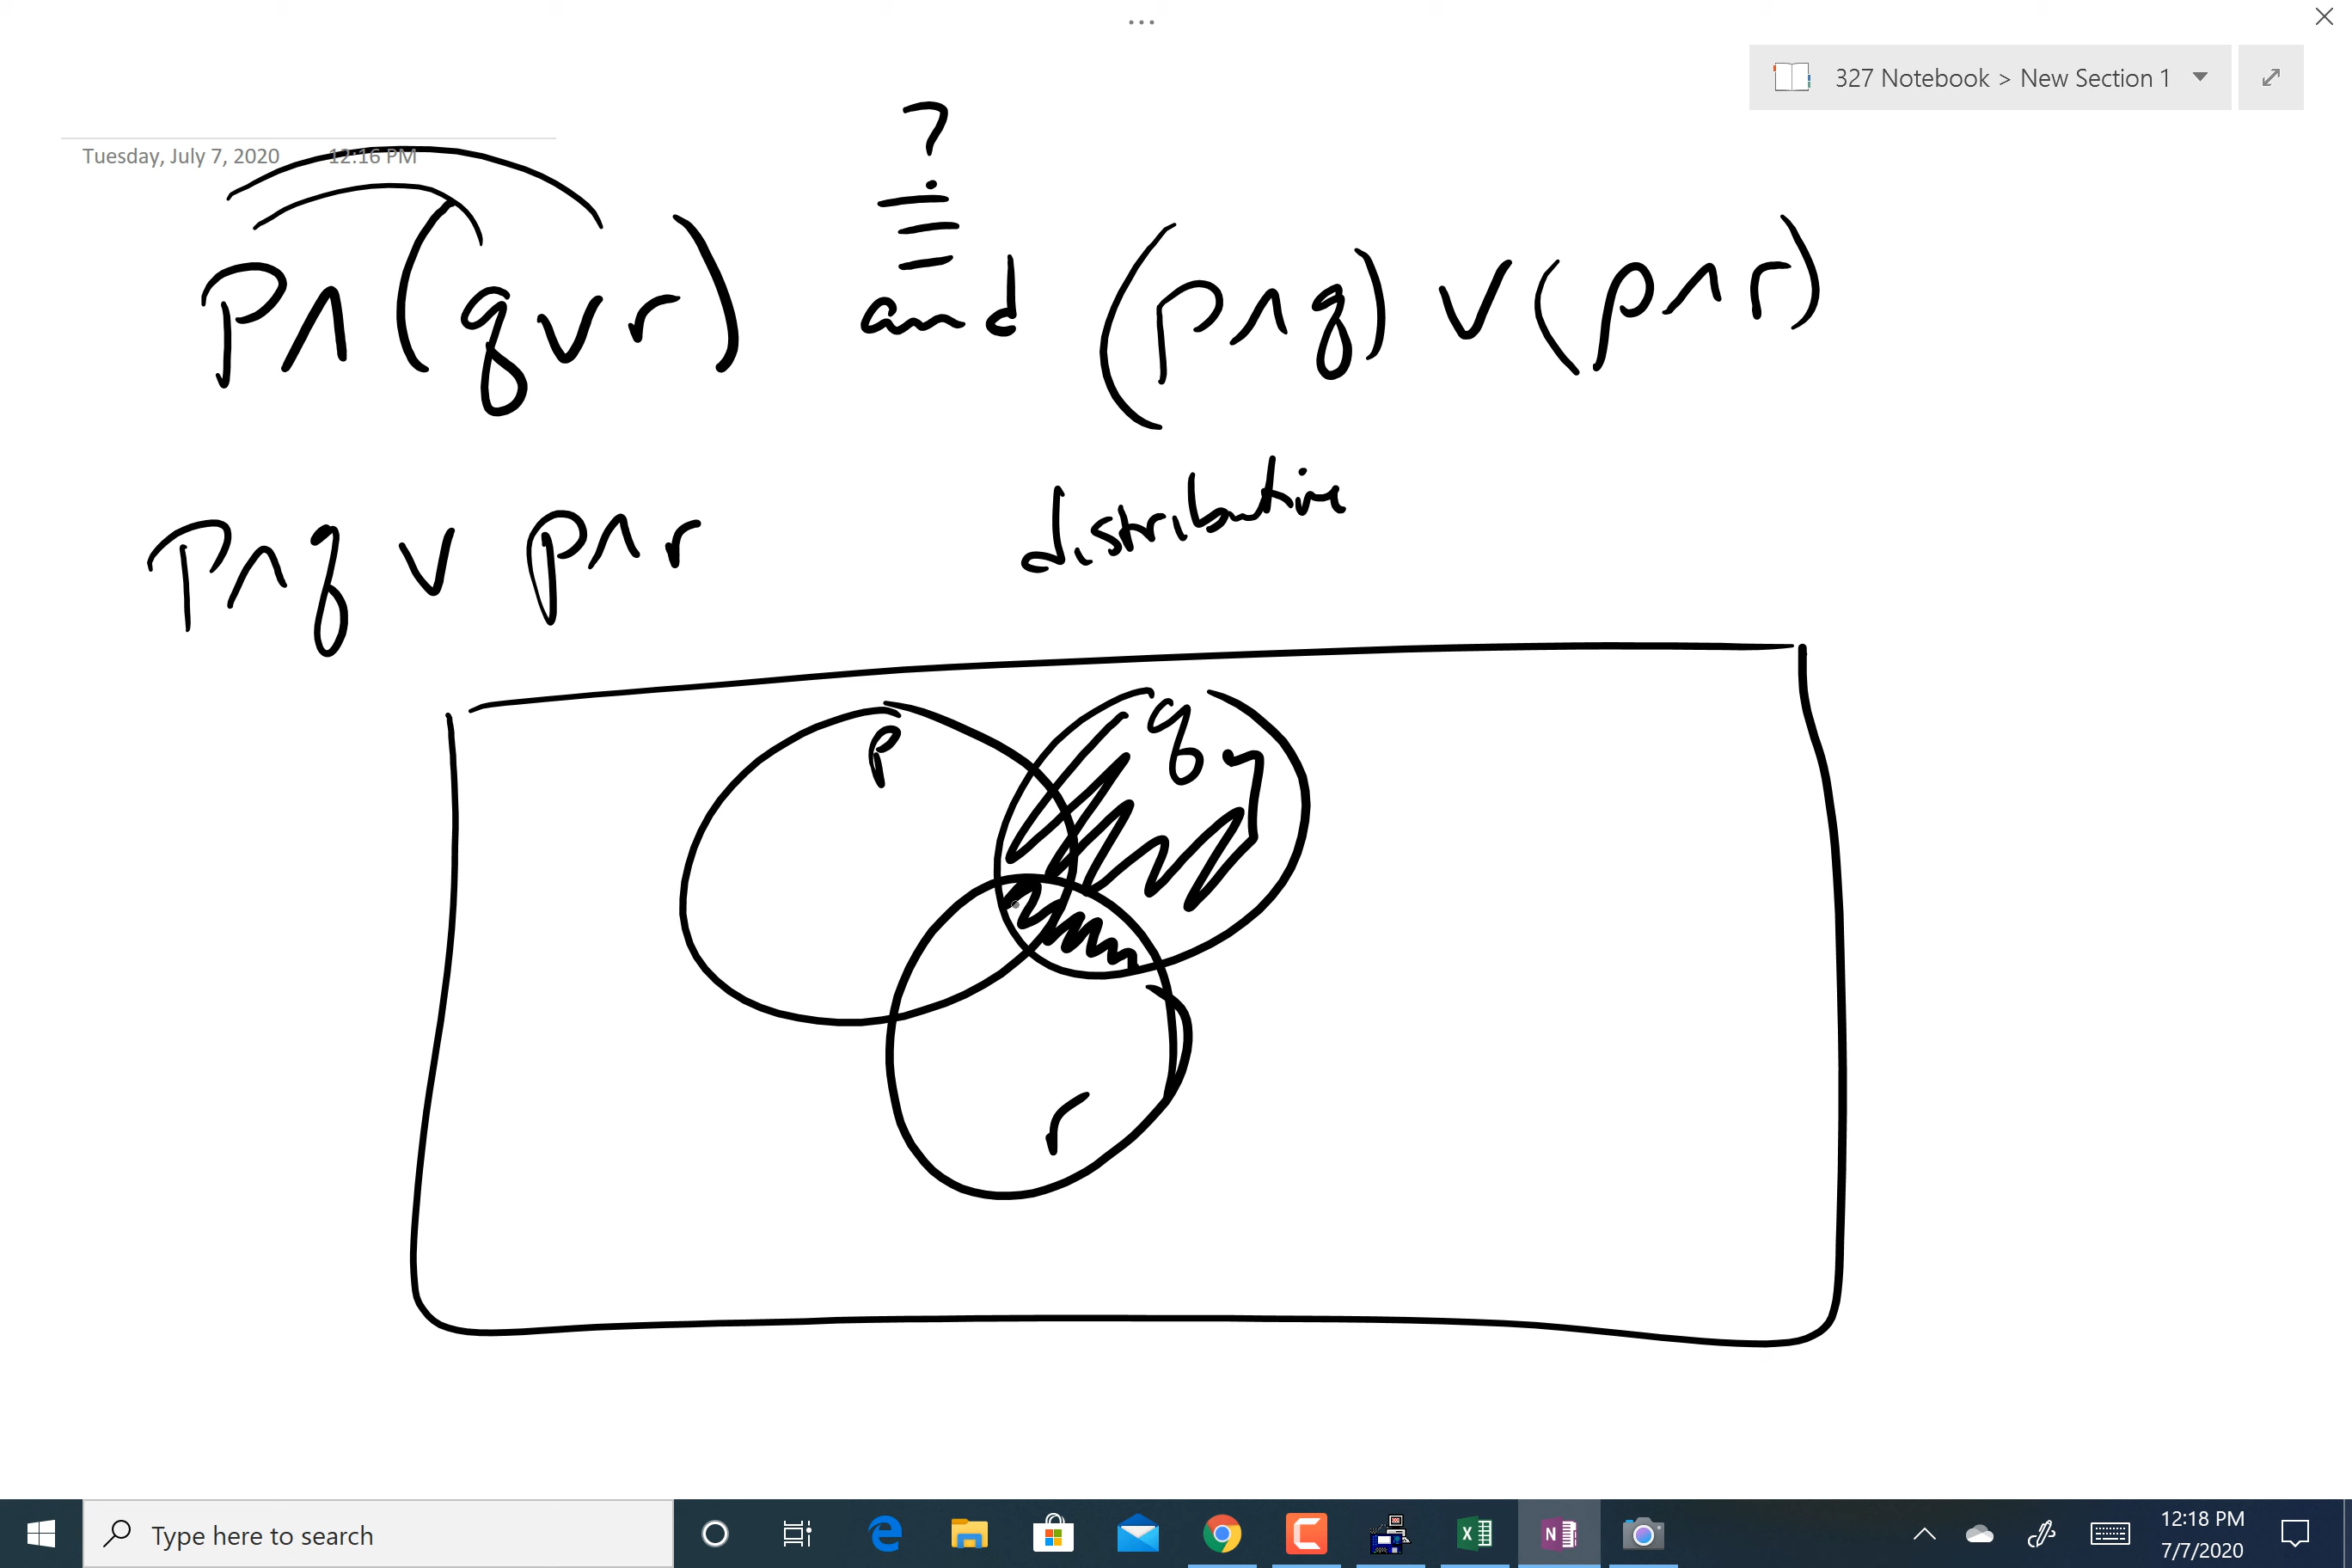 ...
327 Notebook > New Section 1
Tuesday, July 7, 2020 12:16 PM
?
p∧(q∨r) ≡ and (p∧q)∨(p∧r)
p∧q ∨ p∧r distributive
p q
r
Type here to search
12:18 PM
7/7/2020